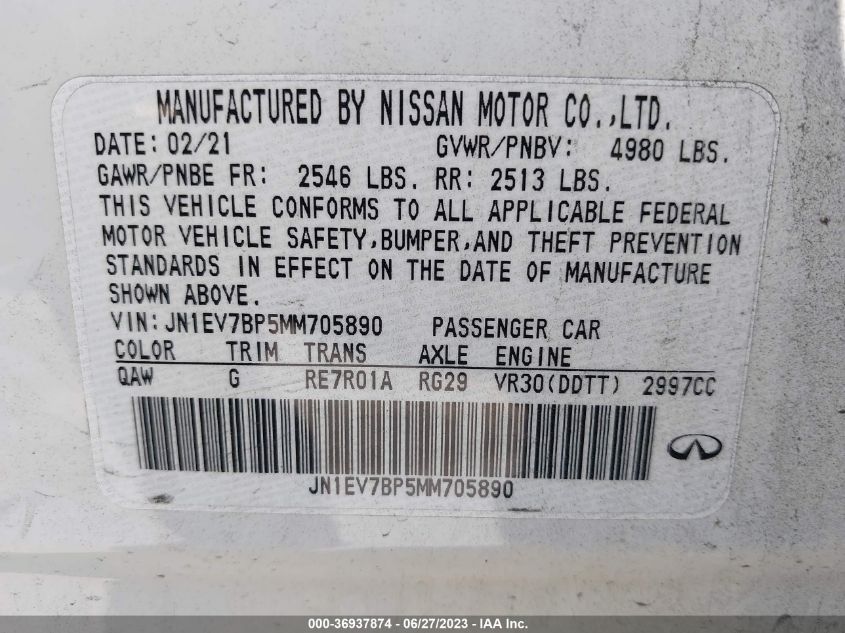 MANUFACTURED BY NISSAN MOTOR CO.,LTD.
DATE: 02/21 GVWR/PNBV: 4980 LBS.
GAWR/PNBE FR: 2546 LBS. RR: 2513 LBS.
THIS VEHICLE CONFORMS TO ALL APPLICABLE FEDERAL
MOTOR VEHICLE SAFETY,BUMPER,AND THEFT PREVENTION
STANDARDS IN EFFECT ON THE DATE OF MANUFACTURE
SHOWN ABOVE.
VIN:JN1EV7BP5MM705890 PASSENGER CAR
COLOR TRIM TRANS AXLE ENGINE
QAW G RE7R01A RG29 VR30(DDTT) 2997CC
JN1EV7BP5MM705890
000-36937874 - 06/27/2023 - IAA Inc.